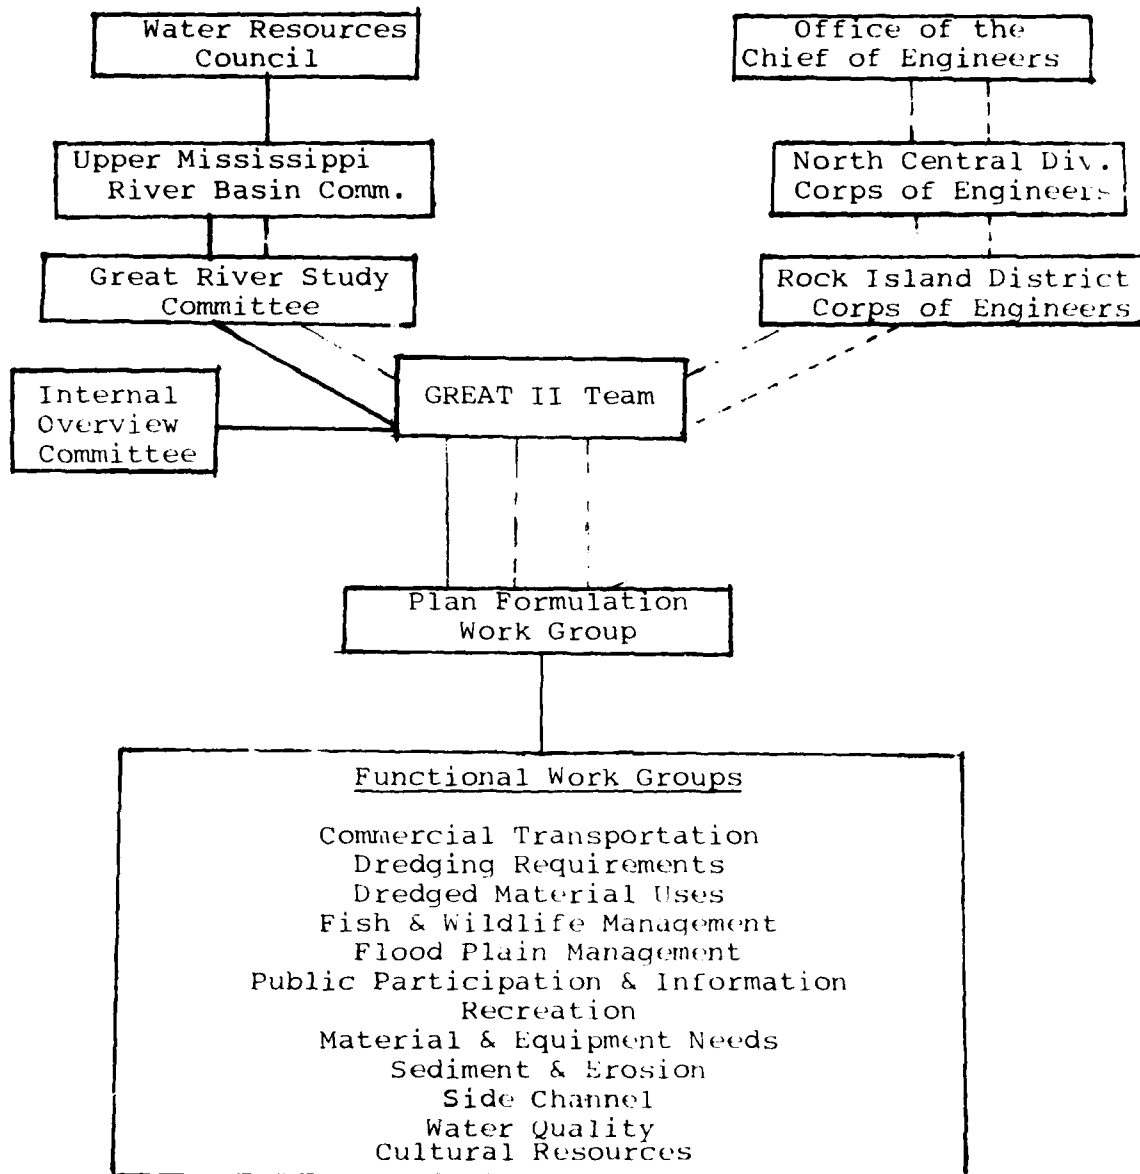 Water Resources
Council
Office of the
Chief of Engineers
Upper Mississippi
River Basin Comm.
North Central Div.
Corps of Engineers
Great River Study
Committee
Rock Island District
Corps of Engineers
Internal
Overview
Committee
GREAT II Team
Plan Formulation
Work Group
Functional Work Groups
Commercial Transportation
Dredging Requirements
Dredged Material Uses
Fish & Wildlife Management
Flood Plain Management
Public Participation & Information
Recreation
Material & Equipment Needs
Sediment & Erosion
Side Channel
Water Quality
Cultural Resources